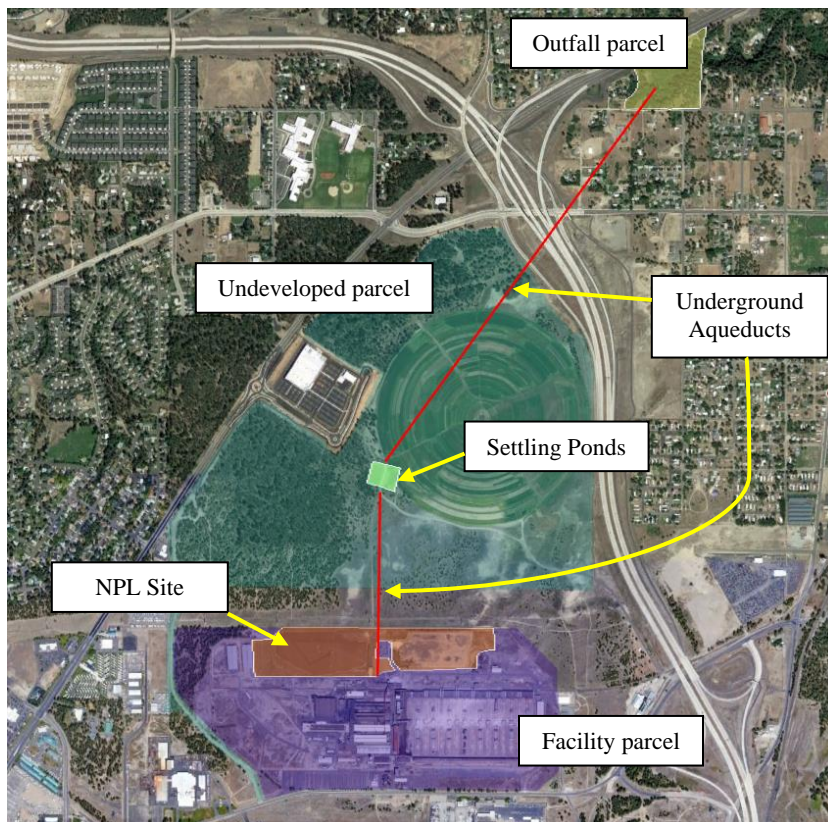 Outfall parcel
Undeveloped parcel
Underground
Aqueducts
Settling Ponds
NPL Site
Facility parcel